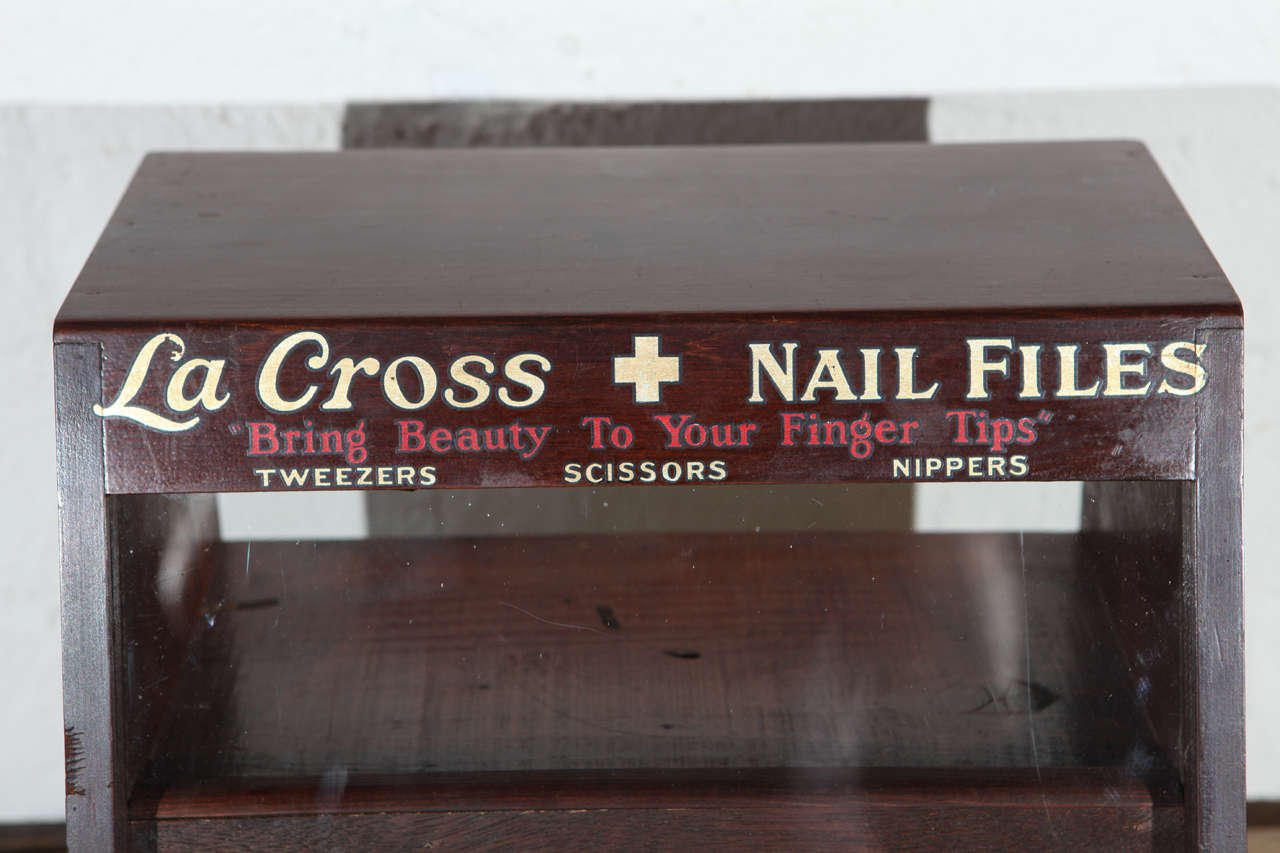 La Cross + NAIL FILES
"Bring Beauty To Your Finger Tips"
TWEEZERS SCISSORS NIPPERS